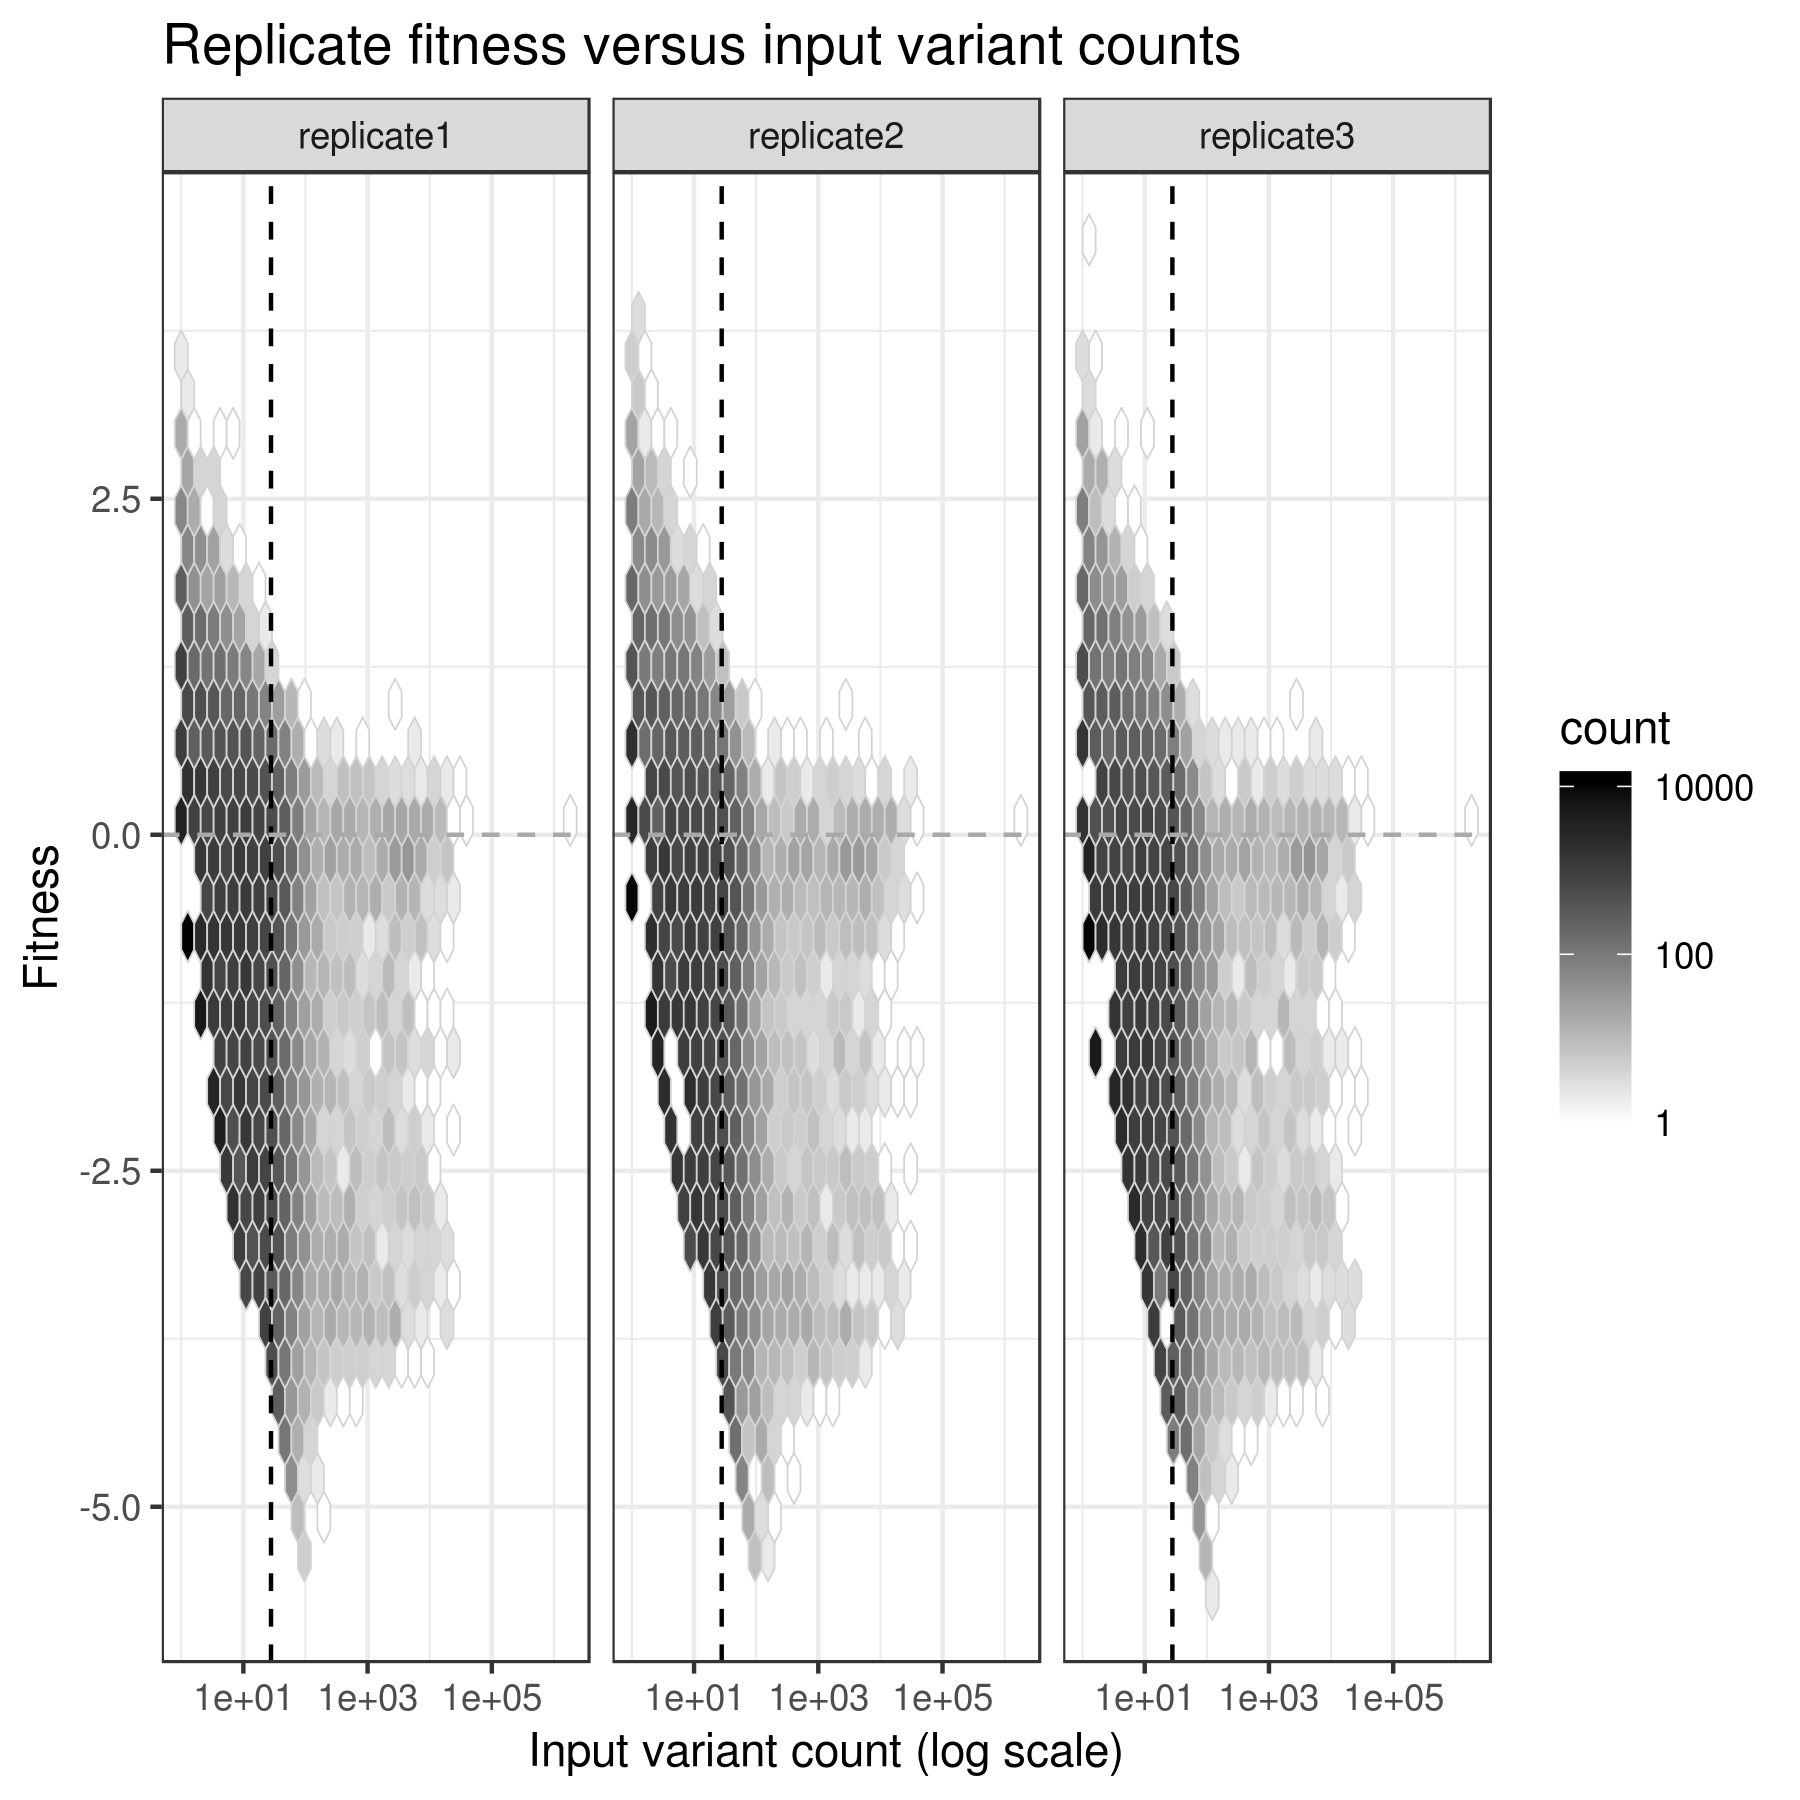 Replicate fitness versus input variant counts
replicate1 replicate2 replicate3
2.5
0.0
-2.5
-5.0
Fitness
1e+01 1e+03 1e+05 1e+01 1e+03 1e+05 1e+01 1e+03 1e+05
Input variant count (log scale)
count
10000
100
1